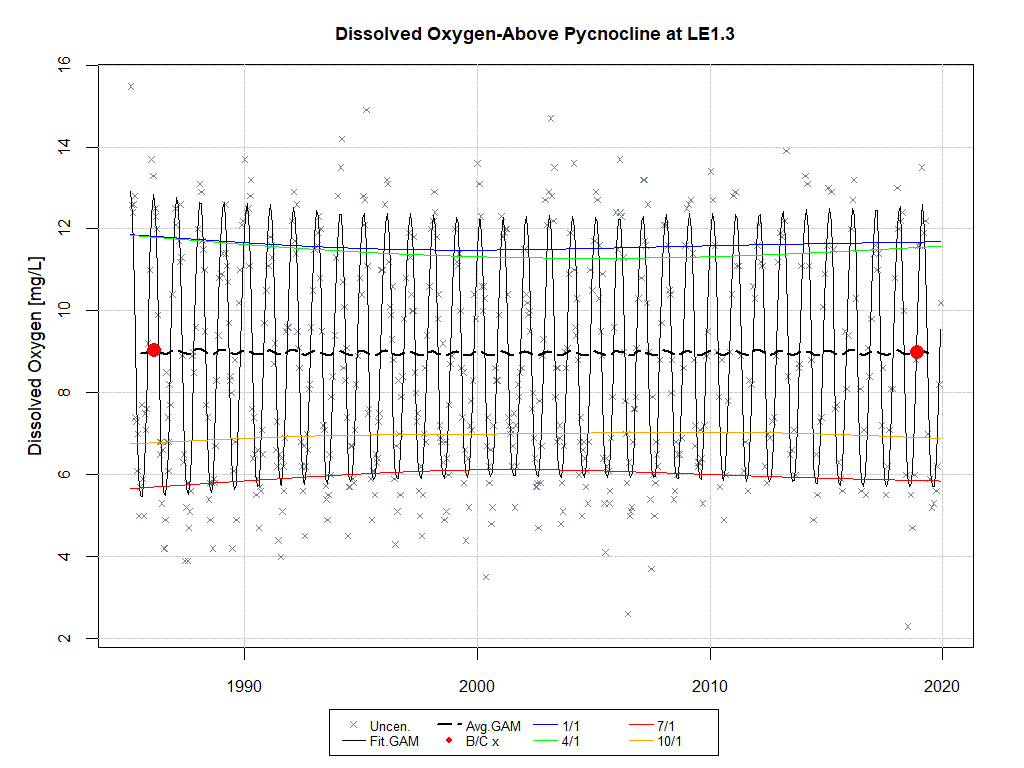 Dissolved Oxygen-Above Pycnocline at LE1.3
Dissolved Oxygen [mg/L]
16
14
12
10
8
6
4
2
1990 2000 2010 2020
Uncen. Avg.GAM 1/1 7/1
Fit.GAM B/C x 4/1 10/1